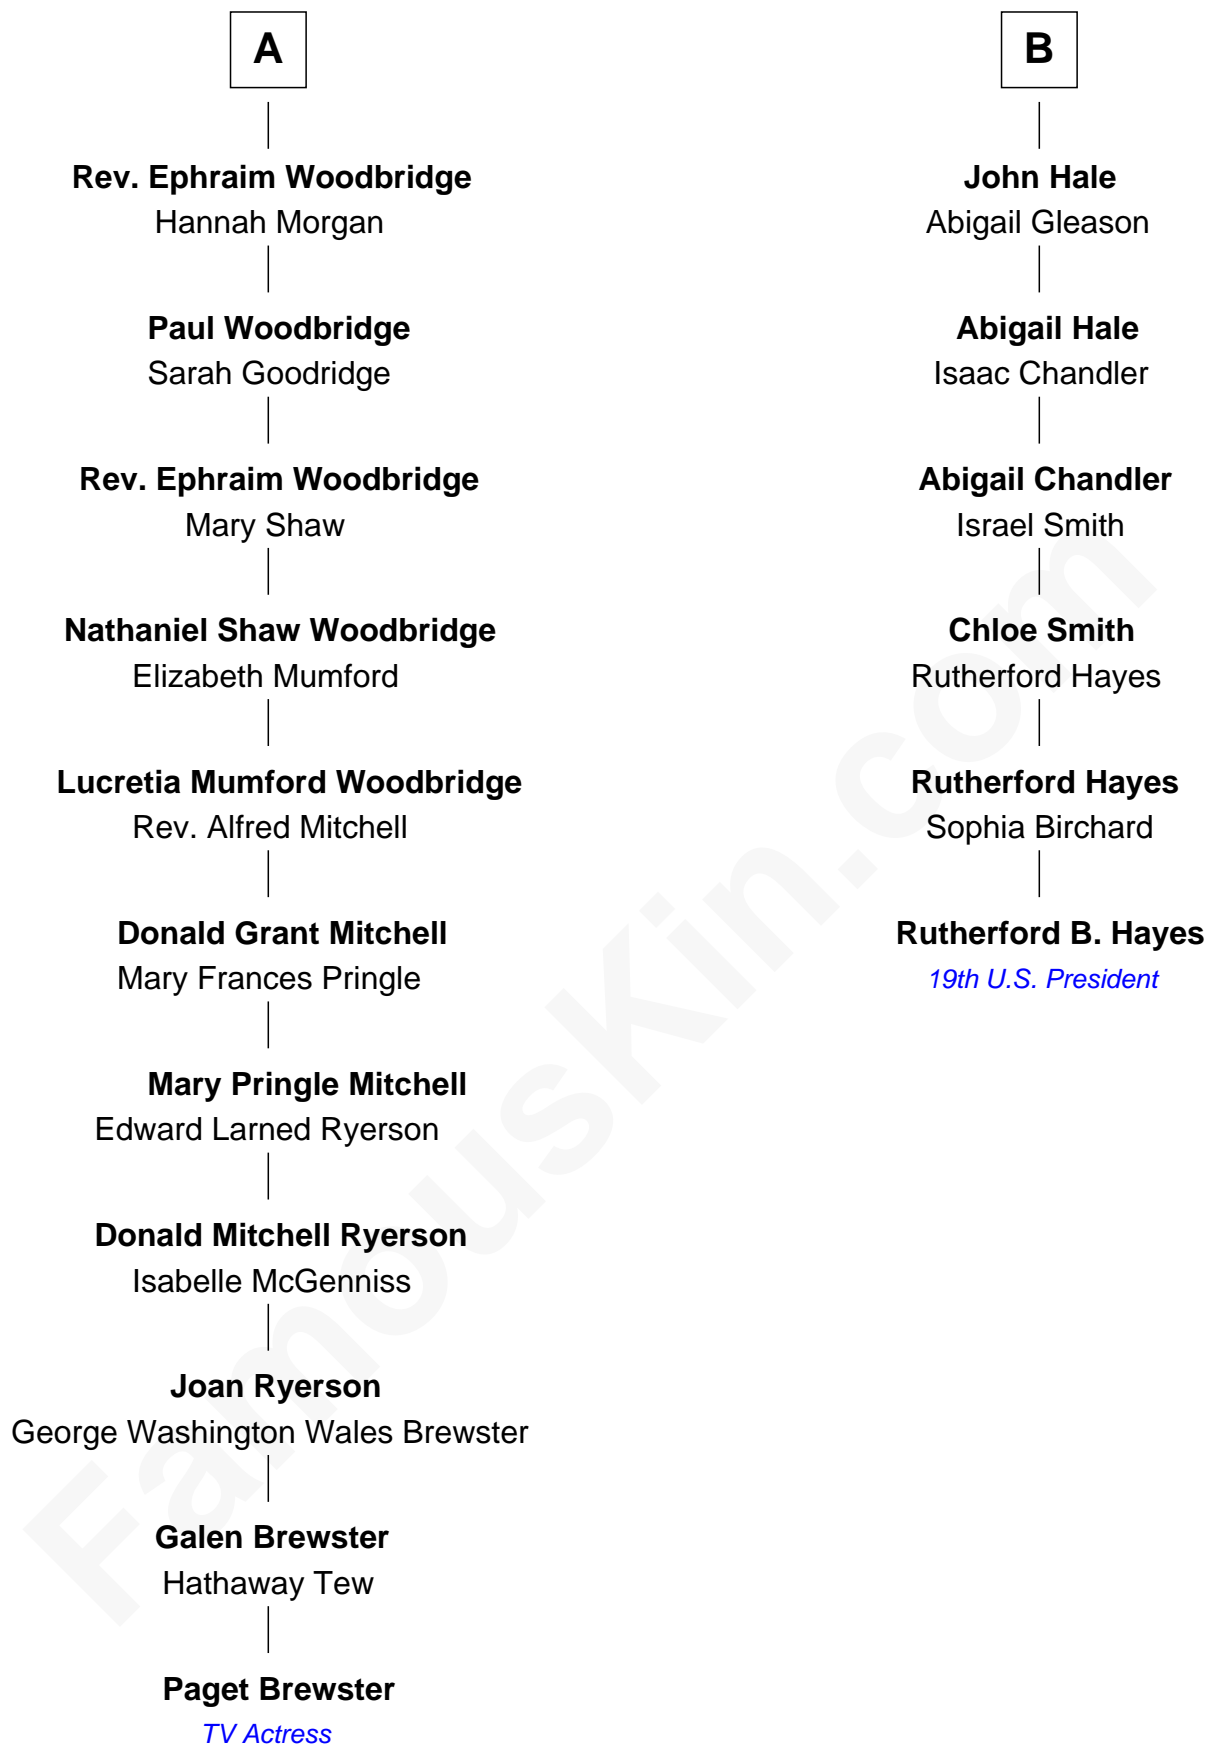 A
Rev. Ephraim Woodbridge
Hannah Morgan
Paul Woodbridge
Sarah Goodridge
Rev. Ephraim Woodbridge
Mary Shaw
Nathaniel Shaw Woodbridge
Elizabeth Mumford
Lucretia Mumford Woodbridge
Rev. Alfred Mitchell
Donald Grant Mitchell
Mary Frances Pringle
Mary Pringle Mitchell
Edward Larned Ryerson
Donald Mitchell Ryerson
Isabelle McGenniss
Joan Ryerson
George Washington Wales Brewster
Galen Brewster
Hathaway Tew
Paget Brewster
TV Actress
B
John Hale
Abigail Gleason
Abigail Hale
Isaac Chandler
Abigail Chandler
Israel Smith
Chloe Smith
Rutherford Hayes
Rutherford Hayes
Sophia Birchard
Rutherford B. Hayes
19th U.S. President
FamousKin.com